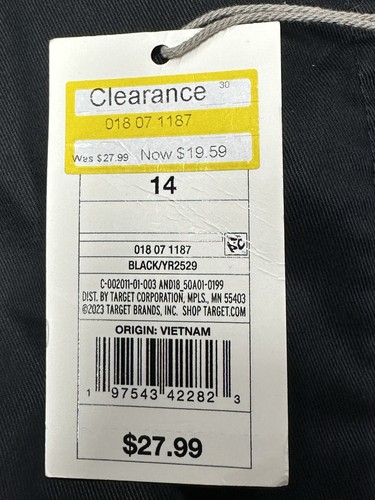 Clearance 30
018 07 1187
Was $27.99 Now $19.59
14
018 07 1187
BLACK/YR2529
C-002011-01-003 AND18_50A01-0199
DIST. BY TARGET CORPORATION, MPLS., MN 55403
©2023 TARGET BRANDS, INC. SHOP TARGET.COM
ORIGIN: VIETNAM
1 97543 42282 3
$27.99